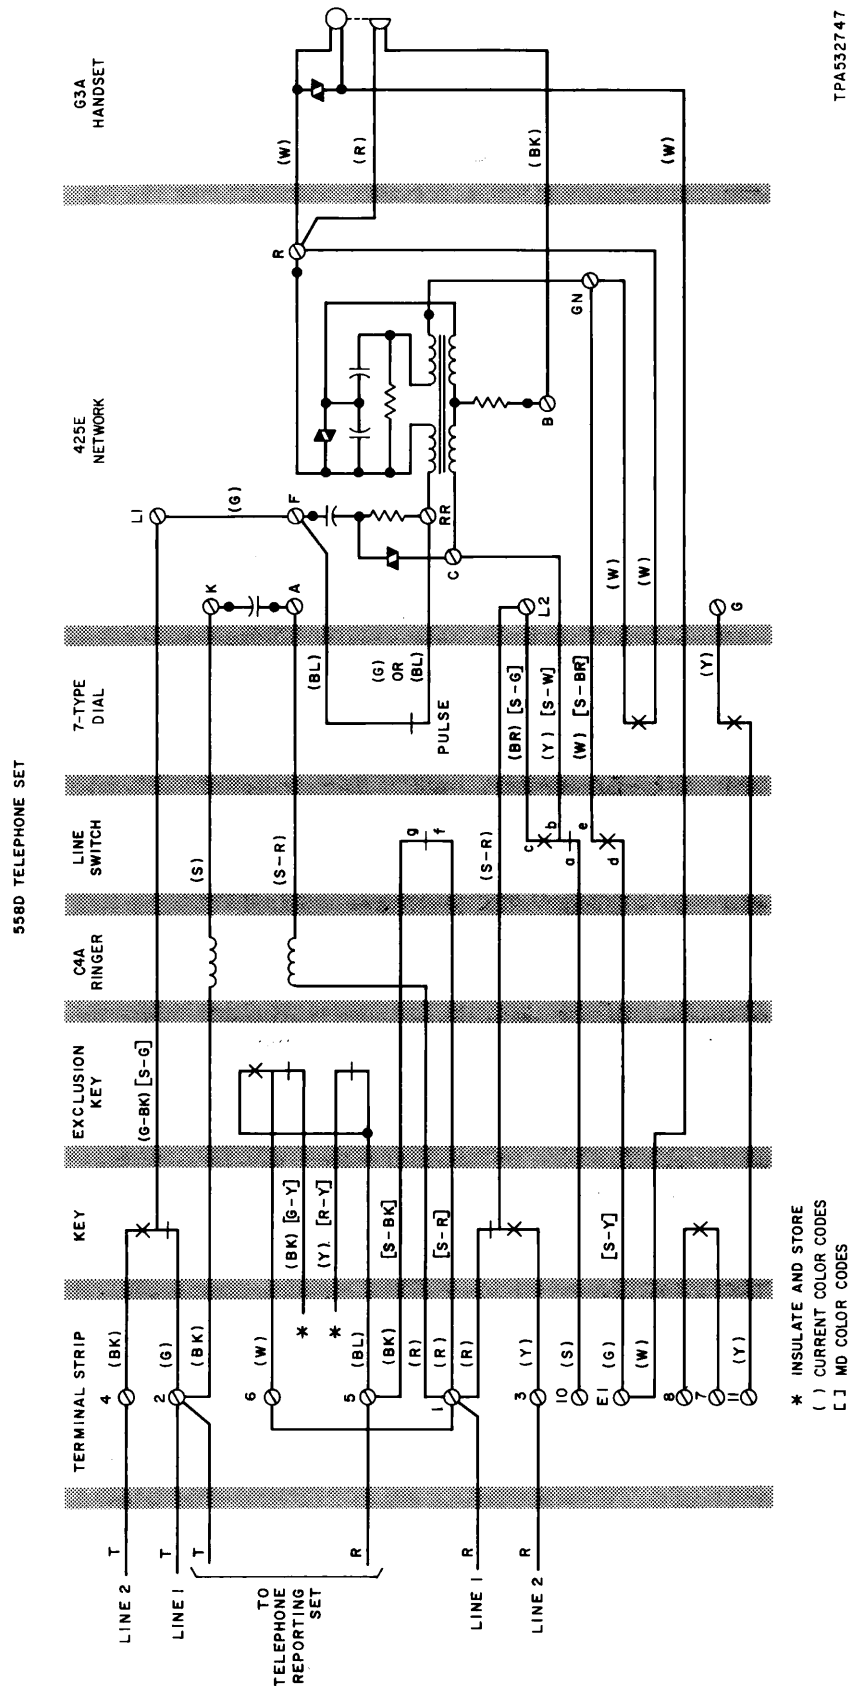 558D TELEPHONE SET
TERMINAL STRIP
KEY
EXCLUSION
KEY
C4A
RINGER
LINE
SWITCH
7-TYPE
DIAL
425E
NETWORK
G3A
HANDSET
LINE 2
T
4
(BK)
(G-BK) [S-G]
L1
(G)
LINE 1
T
2
(G)
T
(BK)
(S)
K
A
F
R
(W)
(R)
TO
TELEPHONE
REPORTING
SET
6
(W)
(BK) [G-Y]
*
(Y) [R-Y]
*
(S-R)
(BL)
R
5
(BL)
(BK)
[S-BK]
g
f
(G)
OR
(BL)
PULSE
RR
C
(R)
[S-R]
1
(R)
LINE 1
R
(S-R)
L2
(BR) [S-G]
LINE 2
R
3
(Y)
c
b
a
(Y) [S-W]
B
(BK)
10
(S)
e
d
(W) [S-BR]
GN
E1
(G)
[S-Y]
(W)
(W)
(W)
(W)
8
7
11
(Y)
(Y)
G
* INSULATE AND STORE
( ) CURRENT COLOR CODES
[ ] MD COLOR CODES
TPA532747